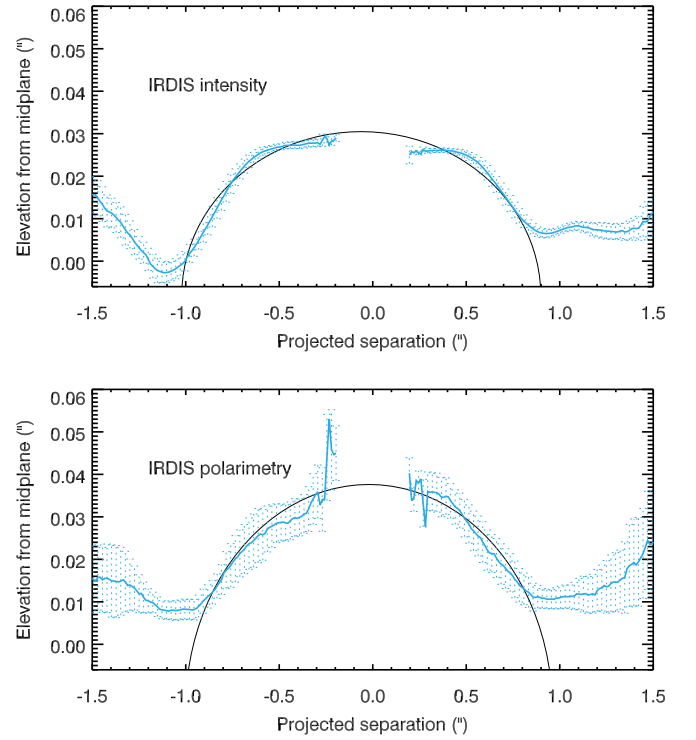 0.06
0.05
IRDIS intensity
0.04
0.03
0.02
0.01
0.00
Elevation from midplane (")
-1.5 -1.0 -0.5 0.0 0.5 1.0 1.5
Projected separation (")
0.06
0.05
IRDIS polarimetry
0.04
0.03
0.02
0.01
0.00
Elevation from midplane (")
-1.5 -1.0 -0.5 0.0 0.5 1.0 1.5
Projected separation (")